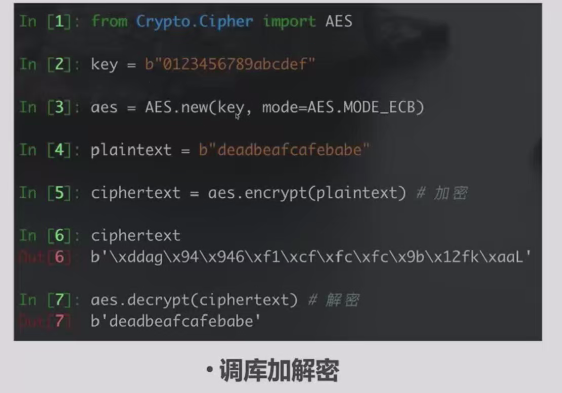 In [1]: from Crypto.Cipher import AES
In [2]: key = b"0123456789abcdef"
In [3]: aes = AES.new(key, mode=AES.MODE_ECB)
In [4]: plaintext = b"deadbeafcafebabe"
In [5]: ciphertext = aes.encrypt(plaintext) # 加密
In [6]: ciphertext
Out[6] b'\xddag\x94\x946\xf1\xcf\xfc\xfc\x9b\x12fk\xaaL'
In [7]: aes.decrypt(ciphertext) # 解密
Out[7] b'deadbeafcafebabe'
• 调库加解密